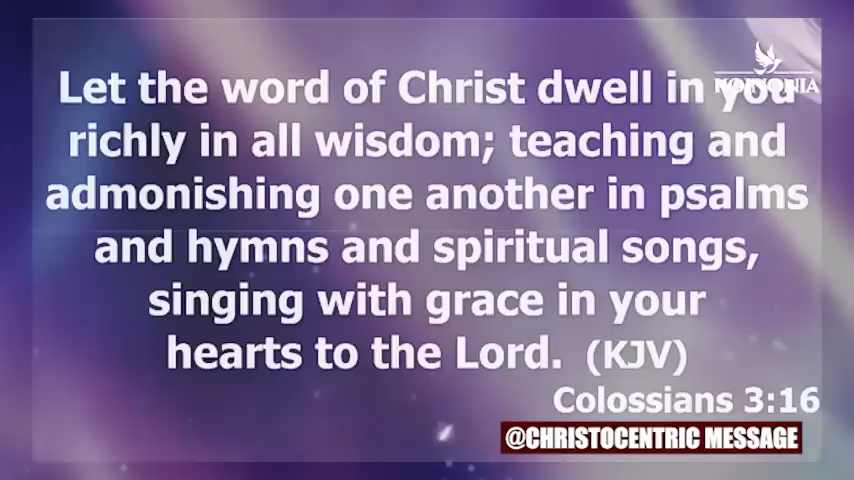 KOINONIA
Let the word of Christ dwell in you
richly in all wisdom; teaching and
admonishing one another in psalms
and hymns and spiritual songs,
singing with grace in your
hearts to the Lord. (KJV)
Colossians 3:16
@CHRISTOCENTRIC MESSAGE